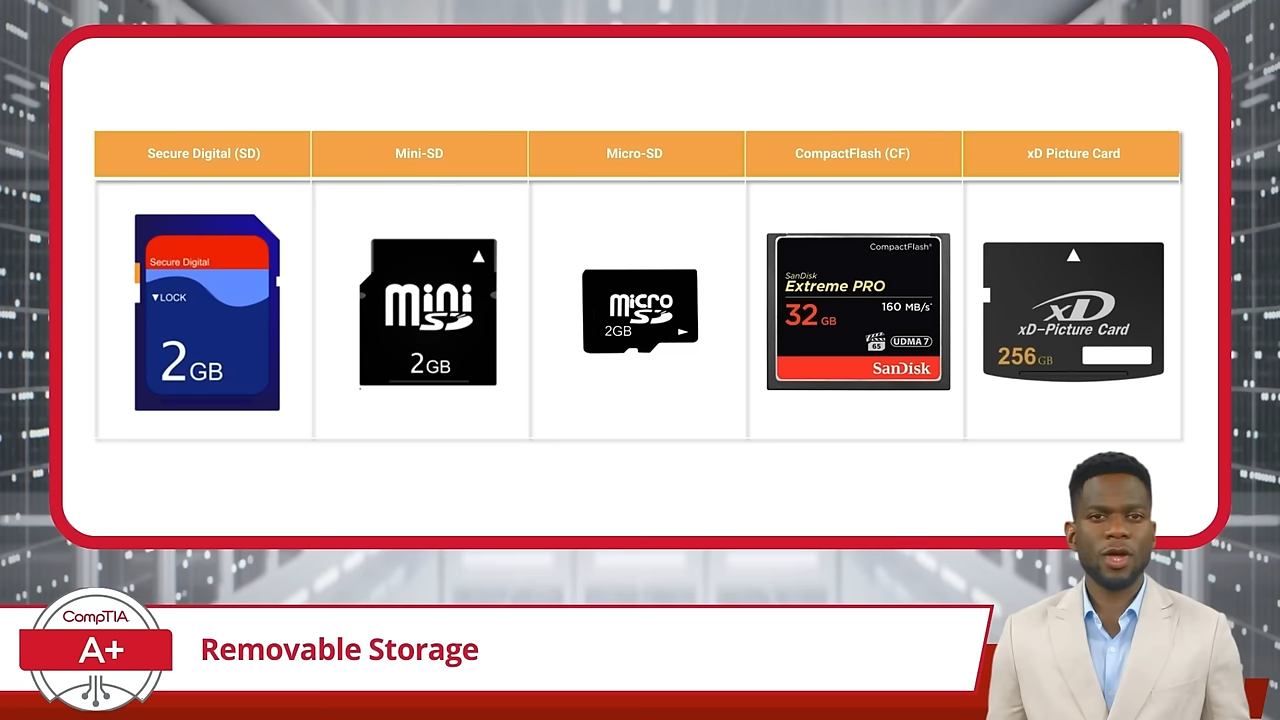 Secure Digital (SD)
Mini-SD
Micro-SD
CompactFlash (CF)
xD Picture Card
Secure Digital
▼LOCK
2GB
mini
SD
2GB
micro
SD
2GB
CompactFlash®
SanDisk
Extreme PRO
32 GB
160 MB/s*
65
UDMA 7
SanDisk
xD
xD-Picture Card
256 GB
CompTIA.
A+
Removable Storage